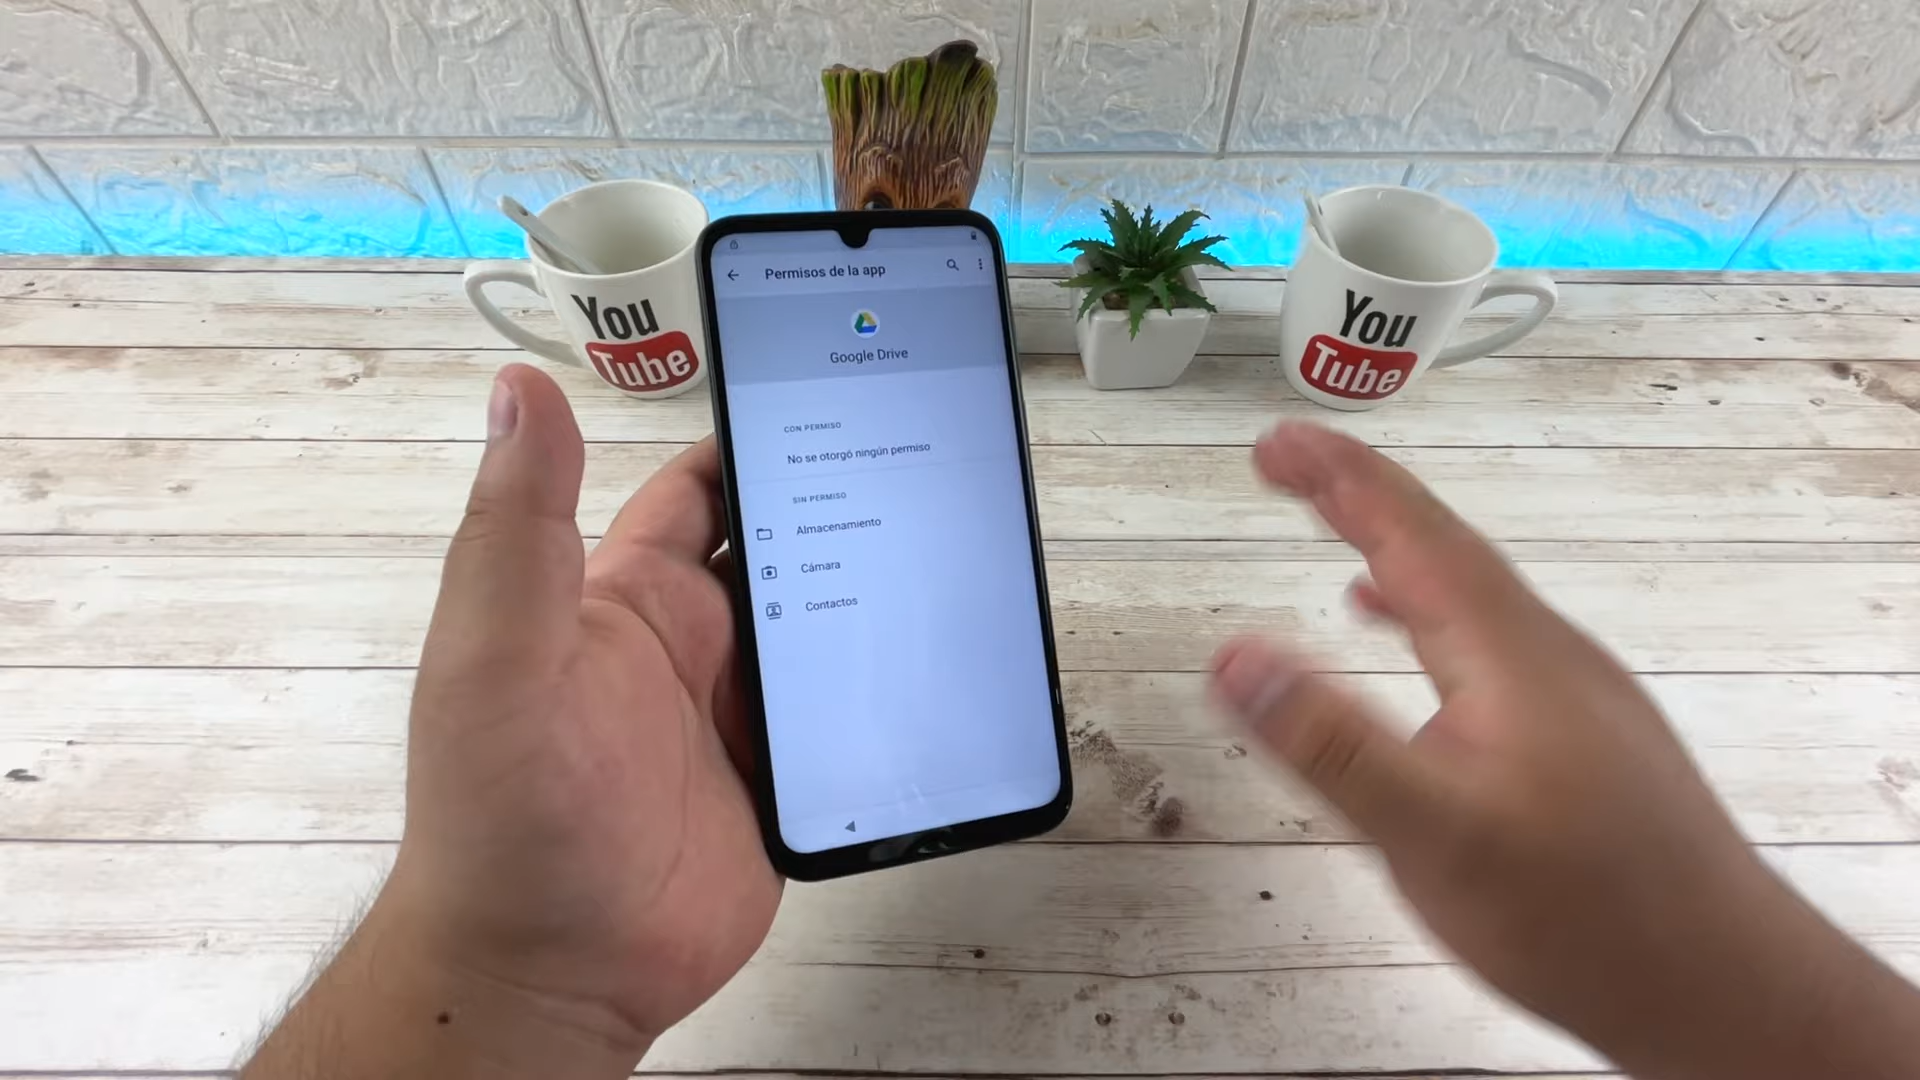 You
Tube
Permisos de la app
Google Drive
CON PERMISO
No se otorgó ningún permiso
SIN PERMISO
Almacenamiento
Cámara
Contactos
You
Tube